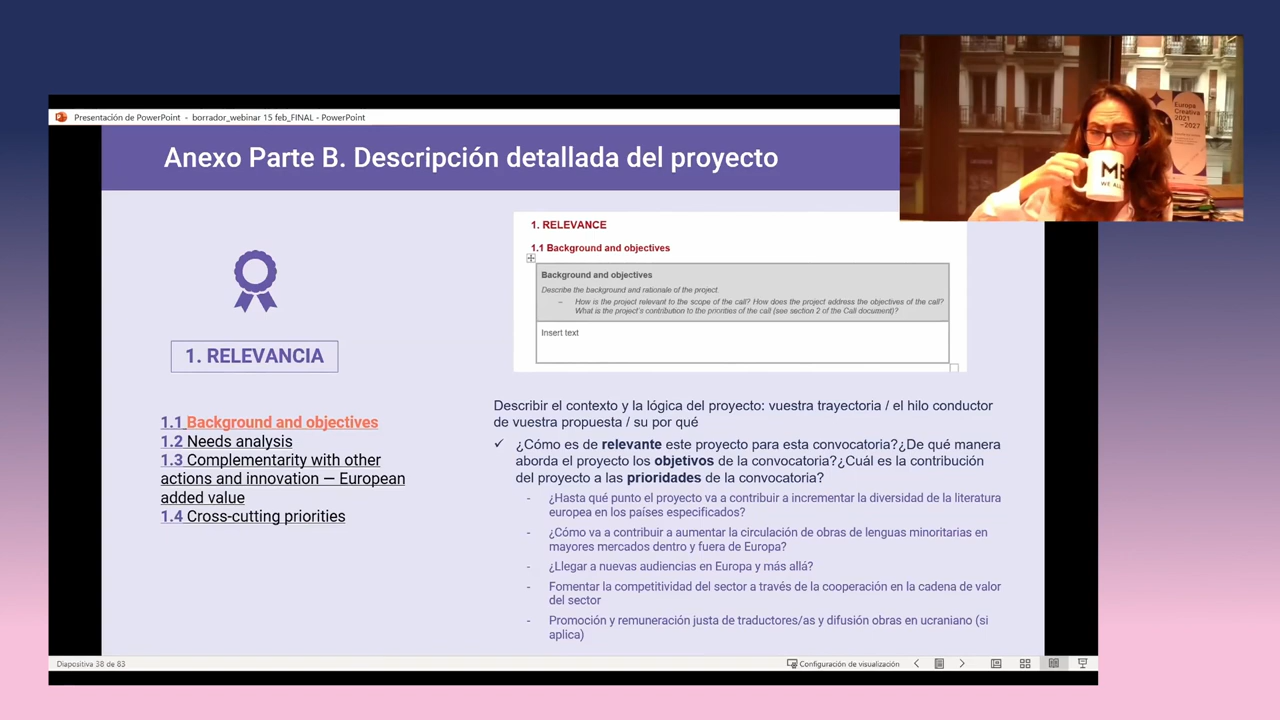 Presentación de PowerPoint - borrador_webinar 15 feb_FINAL - PowerPoint
Anexo Parte B. Descripción detallada del proyecto
Europa
Creativa
2021
–2027
WE AL
1. RELEVANCIA
1.1 Background and objectives
1.2 Needs analysis
1.3 Complementarity with other
actions and innovation — European
added value
1.4 Cross-cutting priorities
1. RELEVANCE
1.1 Background and objectives
Background and objectives
Describe the background and rationale of the project.
– How is the project relevant to the scope of the call? How does the project address the objectives of the call?
What is the project's contribution to the priorities of the call (see section 2 of the Call document)?
Insert text
Describir el contexto y la lógica del proyecto: vuestra trayectoria / el hilo conductor
de vuestra propuesta / su por qué
✓ ¿Cómo es de relevante este proyecto para esta convocatoria?¿De qué manera
aborda el proyecto los objetivos de la convocatoria?¿Cuál es la contribución
del proyecto a las prioridades de la convocatoria?
- ¿Hasta qué punto el proyecto va a contribuir a incrementar la diversidad de la literatura
europea en los países especificados?
- ¿Cómo va a contribuir a aumentar la circulación de obras de lenguas minoritarias en
mayores mercados dentro y fuera de Europa?
- ¿Llegar a nuevas audiencias en Europa y más allá?
- Fomentar la competitividad del sector a través de la cooperación en la cadena de valor
del sector
- Promoción y remuneración justa de traductores/as y difusión obras en ucraniano (si
aplica)
Diapositiva 38 de 83
Configuración de visualización